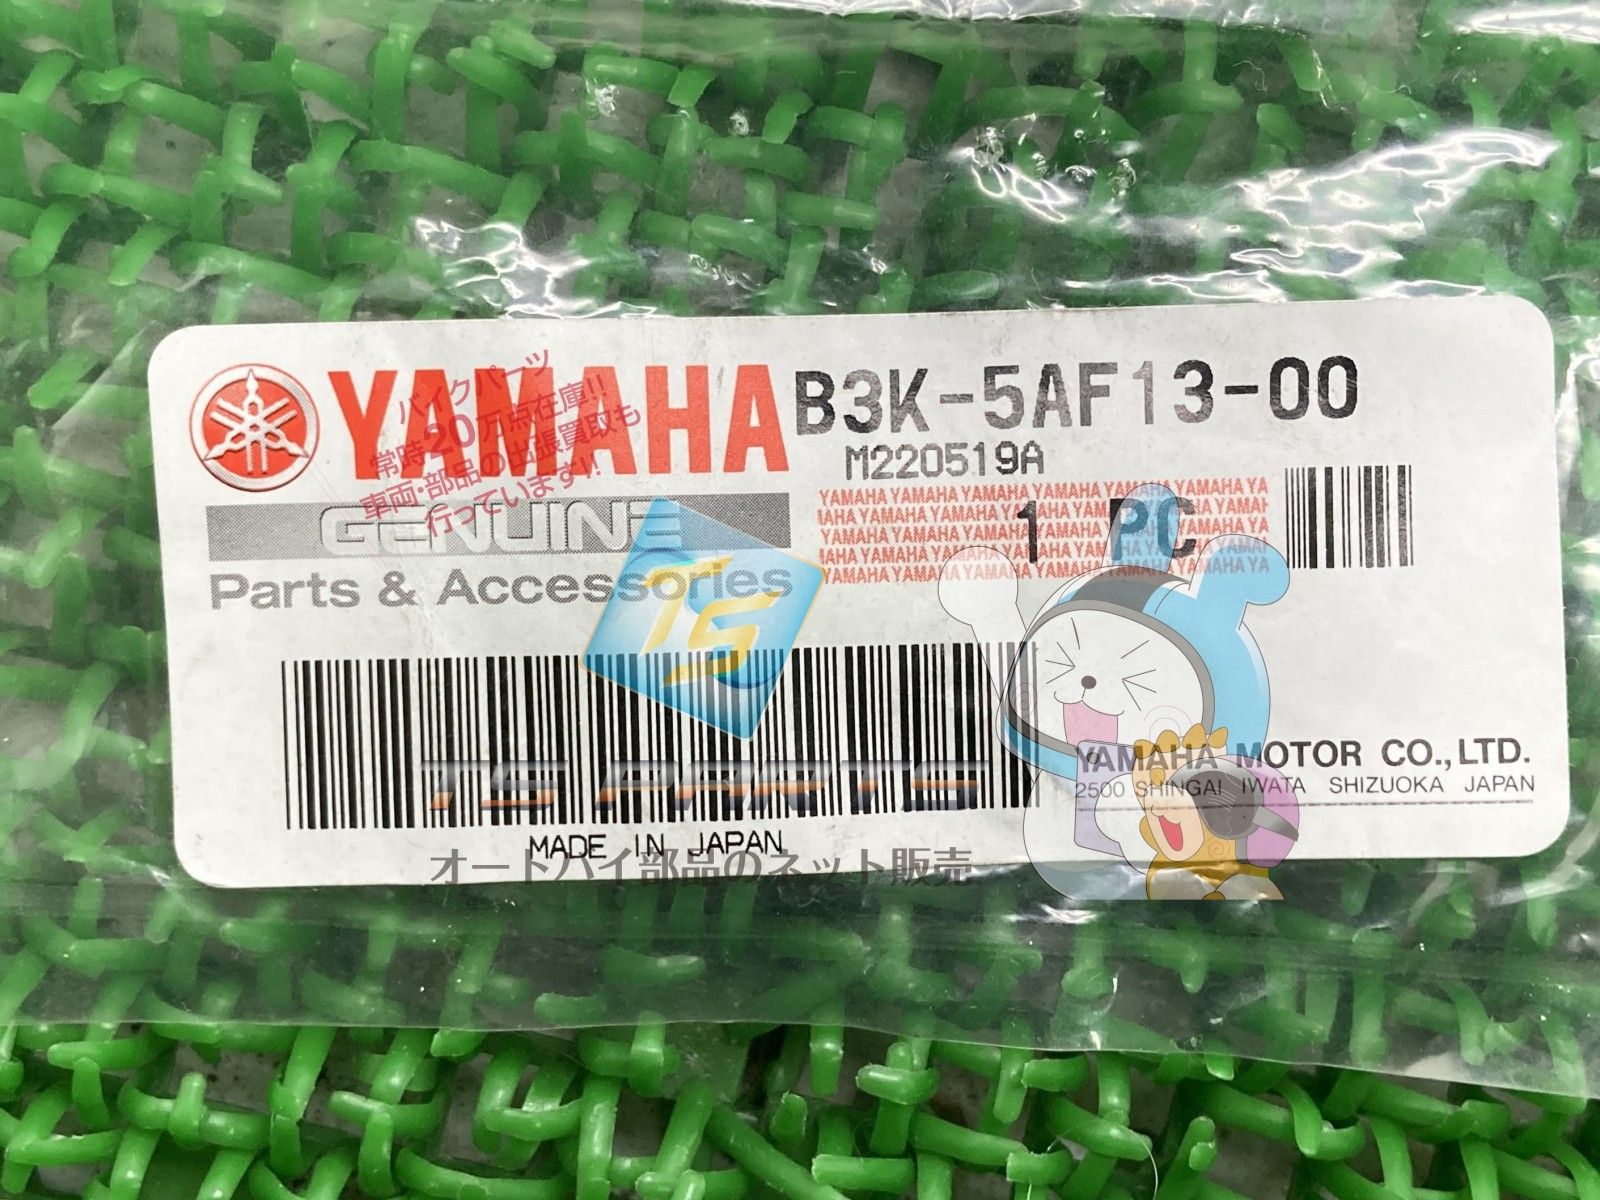 YAMAHA B3K-5AF13-00
M220519A
GENUINE
Parts & Accessories
1 PC
YAMAHA YAMAHA YAMAHA YAMAHA YAMAHA YAMAHA YA
MADE IN JAPAN
YAMAHA MOTOR CO.,LTD.
2500 SHINGAI IWATA SHIZUOKA JAPAN
バイクパーツ
常時20万点在庫!!
車両・部品の出張買取も
行っています!!
TS
TS PARTS
オートバイ部品のネット販売